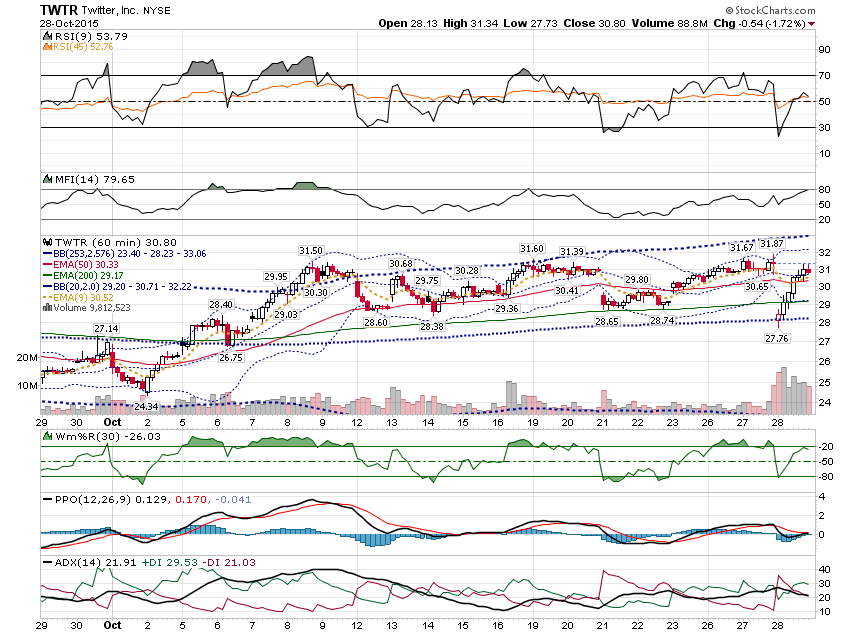 TWTR Twitter, Inc. NYSE
© StockCharts.com
28-Oct-2015
Open 28.13 High 31.34 Low 27.73 Close 30.80 Volume 88.8M Chg -0.54 (-1.72%)
RSI(9) 53.79
RSI(45) 52.76
90
70
50
30
10
MFI(14) 79.65
80
50
20
TWTR (60 min) 30.80
BB(253,2.576) 23.40 - 28.23 - 33.06
EMA(50) 30.33
EMA(200) 29.17
BB(20,2.0) 29.20 - 30.71 - 32.22
EMA(9) 30.52
Volume 9,812,523
27.14
24.34
28.40
26.75
29.95
29.03
31.50
30.30
28.60
30.68
29.75
28.38
30.28
29.36
31.60
31.39
30.41
28.65
29.80
28.74
31.67
30.65
31.87
27.76
32
31
30
29
28
27
26
25
24
20M
10M
29 30 Oct 2 5 6 7 8 9 12 13 14 15 16 19 20 21 22 23 26 27 28
Wm%R(30) -26.03
-20
-50
-80
PPO(12,26,9) 0.129, 0.170, -0.041
4
2
0
ADX(14) 21.91 +DI 29.53 -DI 21.03
40
30
20
10
29 30 Oct 2 5 6 7 8 9 12 13 14 15 16 19 20 21 22 23 26 27 28